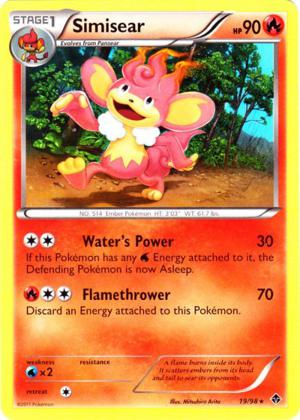 STAGE1
Simisear
HP 90
Evolves from Pansear
NO. 514 Ember Pokémon HT: 3'03" WT: 61.7 lbs.
Water's Power 30
If this Pokémon has any Energy attached to it, the
Defending Pokémon is now Asleep.
Flamethrower 70
Discard an Energy attached to this Pokémon.
weakness resistance
×2
retreat
A flame burns inside its body.
It scatters embers from its head
and tail to sear its opponents.
Illus. Mitsuhiro Arita
19/98 ★
©2011 Pokémon